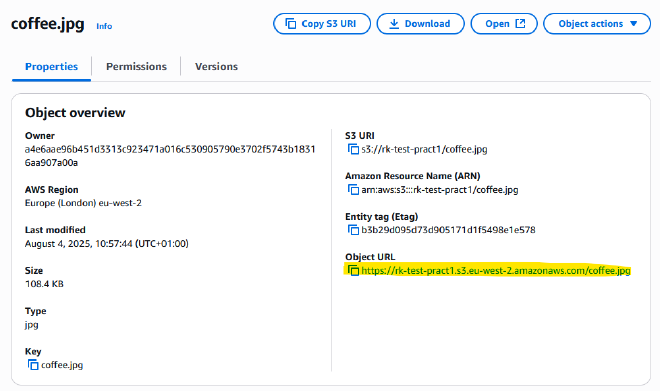 coffee.jpg Info Copy S3 URI Download Open Object actions
Properties Permissions Versions
Object overview
Owner
a4e6aae96b451d3313c923471a016c530905790e3702f5743b1831
6aa907a00a
AWS Region
Europe (London) eu-west-2
Last modified
August 4, 2025, 10:57:44 (UTC+01:00)
Size
108.4 KB
Type
jpg
Key
coffee.jpg
S3 URI
s3://rk-test-pract1/coffee.jpg
Amazon Resource Name (ARN)
arn:aws:s3:::rk-test-pract1/coffee.jpg
Entity tag (Etag)
b3b29d095d73d905171d1f5498e1e578
Object URL
https://rk-test-pract1.s3.eu-west-2.amazonaws.com/coffee.jpg